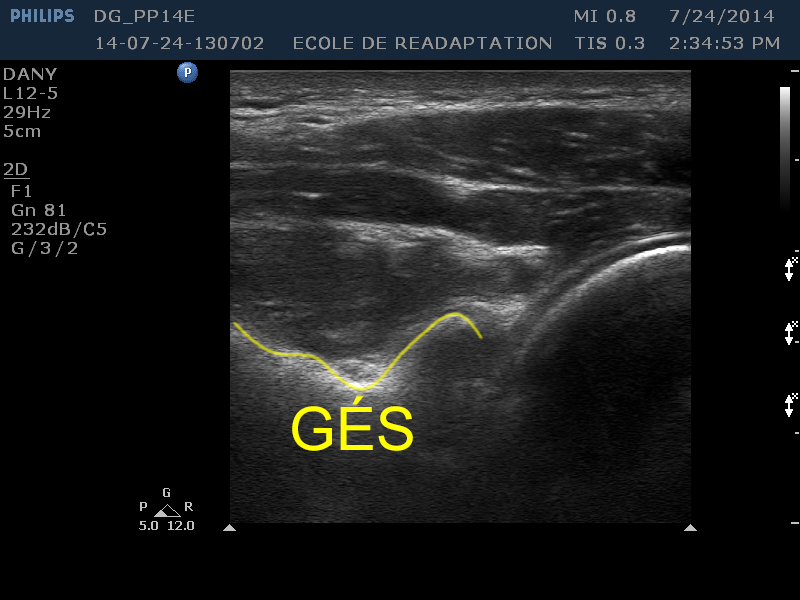 PHILIPS DG_PP14E MI 0.8 7/24/2014
14-07-24-130702 ECOLE DE READAPTATION TIS 0.3 2:34:53 PM
DANY
L12-5
29Hz
5cm
P
2D
F1
Gn 81
232dB/C5
G/3/2
GÉS
G
P R
5.0 12.0